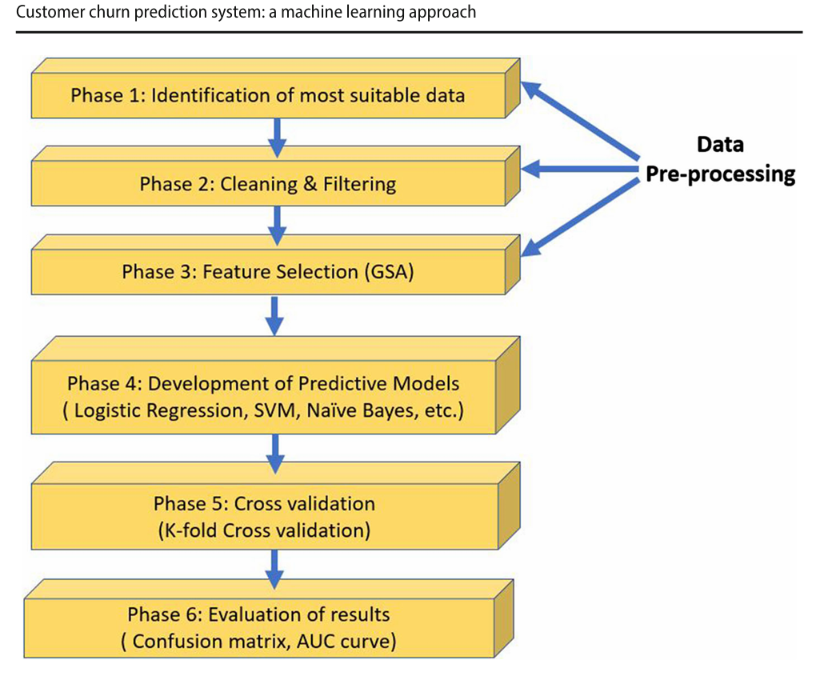 Customer churn prediction system: a machine learning approach
Phase 1: Identification of most suitable data
Data
Pre-processing
Phase 2: Cleaning & Filtering
Phase 3: Feature Selection (GSA)
Phase 4: Development of Predictive Models
( Logistic Regression, SVM, Naïve Bayes, etc.)
Phase 5: Cross validation
(K-fold Cross validation)
Phase 6: Evaluation of results
( Confusion matrix, AUC curve)